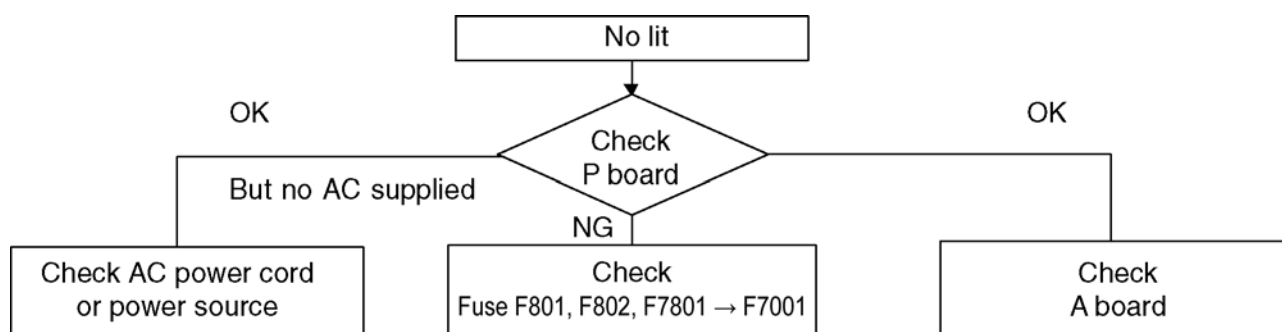 No lit
OK
OK
Check
P board
But no AC supplied
NG
Check AC power cord
or power source
Check
Fuse F801, F802, F7801 → F7001
Check
A board